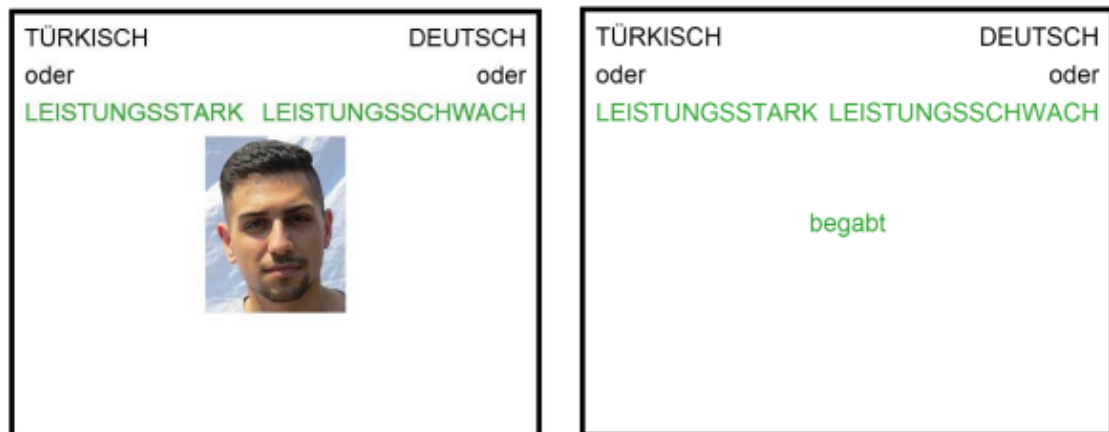 TÜRKISCH DEUTSCH
oder oder
LEISTUNGSSTARK LEISTUNGSSCHWACH
TÜRKISCH DEUTSCH
oder oder
LEISTUNGSSTARK LEISTUNGSSCHWACH
begabt